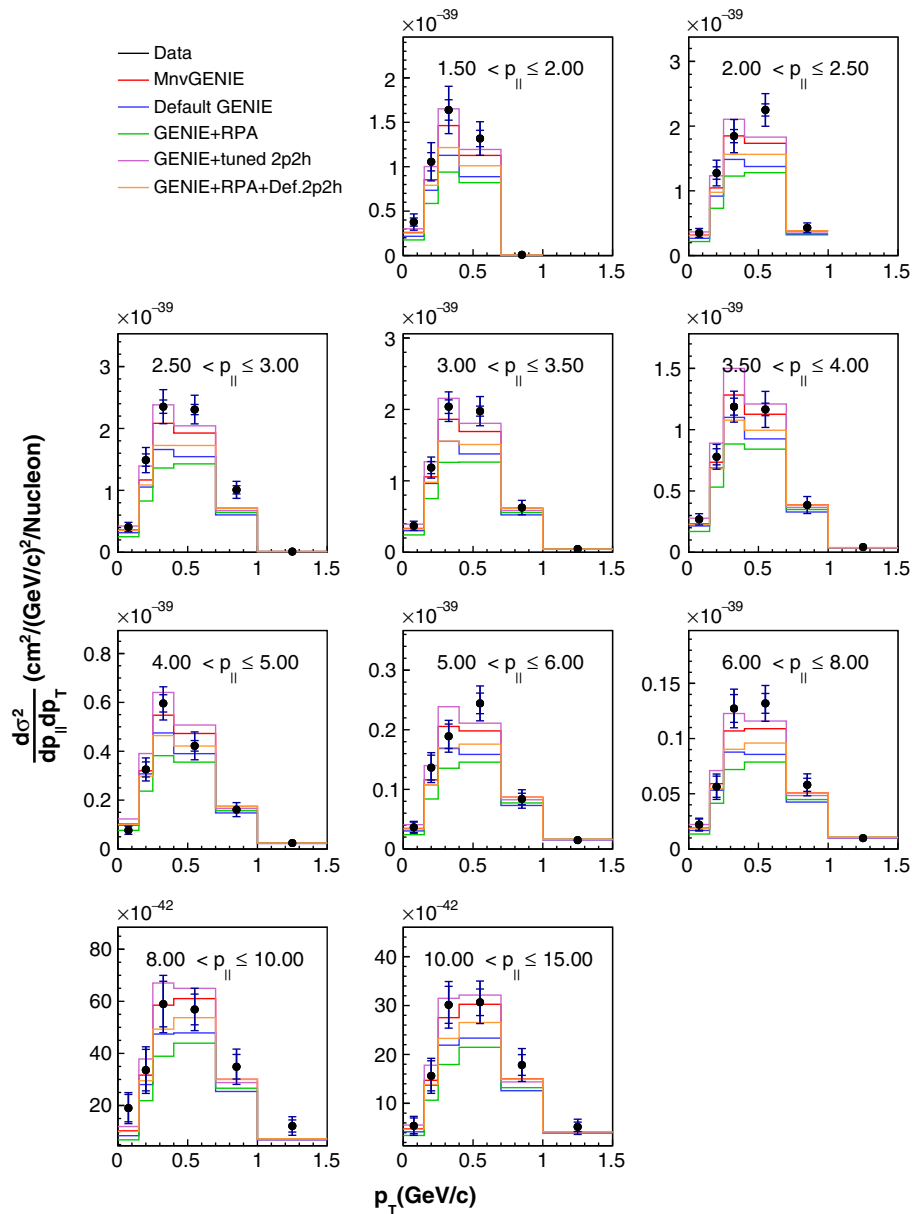 Data
MnvGENIE
Default GENIE
GENIE+RPA
GENIE+tuned 2p2h
GENIE+RPA+Def.2p2h
×10⁻³⁹
1.50 < p_|| ≤ 2.00
2
1.5
1
0.5
0
0 0.5 1 1.5
×10⁻³⁹
2.00 < p_|| ≤ 2.50
3
2
1
0
0 0.5 1 1.5
×10⁻³⁹
2.50 < p_|| ≤ 3.00
3
2
1
0
0 0.5 1 1.5
×10⁻³⁹
3.00 < p_|| ≤ 3.50
3
2
1
0
0 0.5 1 1.5
×10⁻³⁹
3.50 < p_|| ≤ 4.00
1.5
1
0.5
0
0 0.5 1 1.5
dσ²/dp_||dp_T (cm²/(GeV/c)²/Nucleon)
×10⁻³⁹
4.00 < p_|| ≤ 5.00
0.8
0.6
0.4
0.2
0
0 0.5 1 1.5
×10⁻³⁹
5.00 < p_|| ≤ 6.00
0.3
0.2
0.1
0
0 0.5 1 1.5
×10⁻³⁹
6.00 < p_|| ≤ 8.00
0.15
0.1
0.05
0
0 0.5 1 1.5
×10⁻⁴²
8.00 < p_|| ≤ 10.00
80
60
40
20
0 0.5 1 1.5
×10⁻⁴²
10.00 < p_|| ≤ 15.00
40
30
20
10
0
0 0.5 1 1.5
p_T(GeV/c)